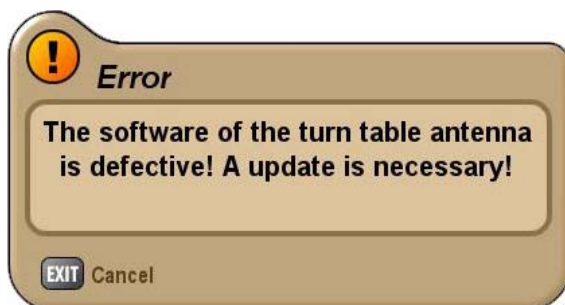 !
Error
The software of the turn table antenna
is defective! A update is necessary!
EXIT Cancel